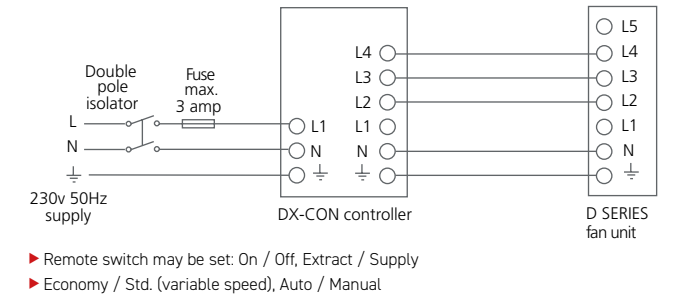 L5
L4
L4
L3
L3
Double
pole
isolator
Fuse
max.
3 amp
L2
L2
L
L1
L1
L1
N
N
N
N
230v 50Hz
supply
DX-CON controller
D SERIES
fan unit
Remote switch may be set: On / Off, Extract / Supply
Economy / Std. (variable speed), Auto / Manual